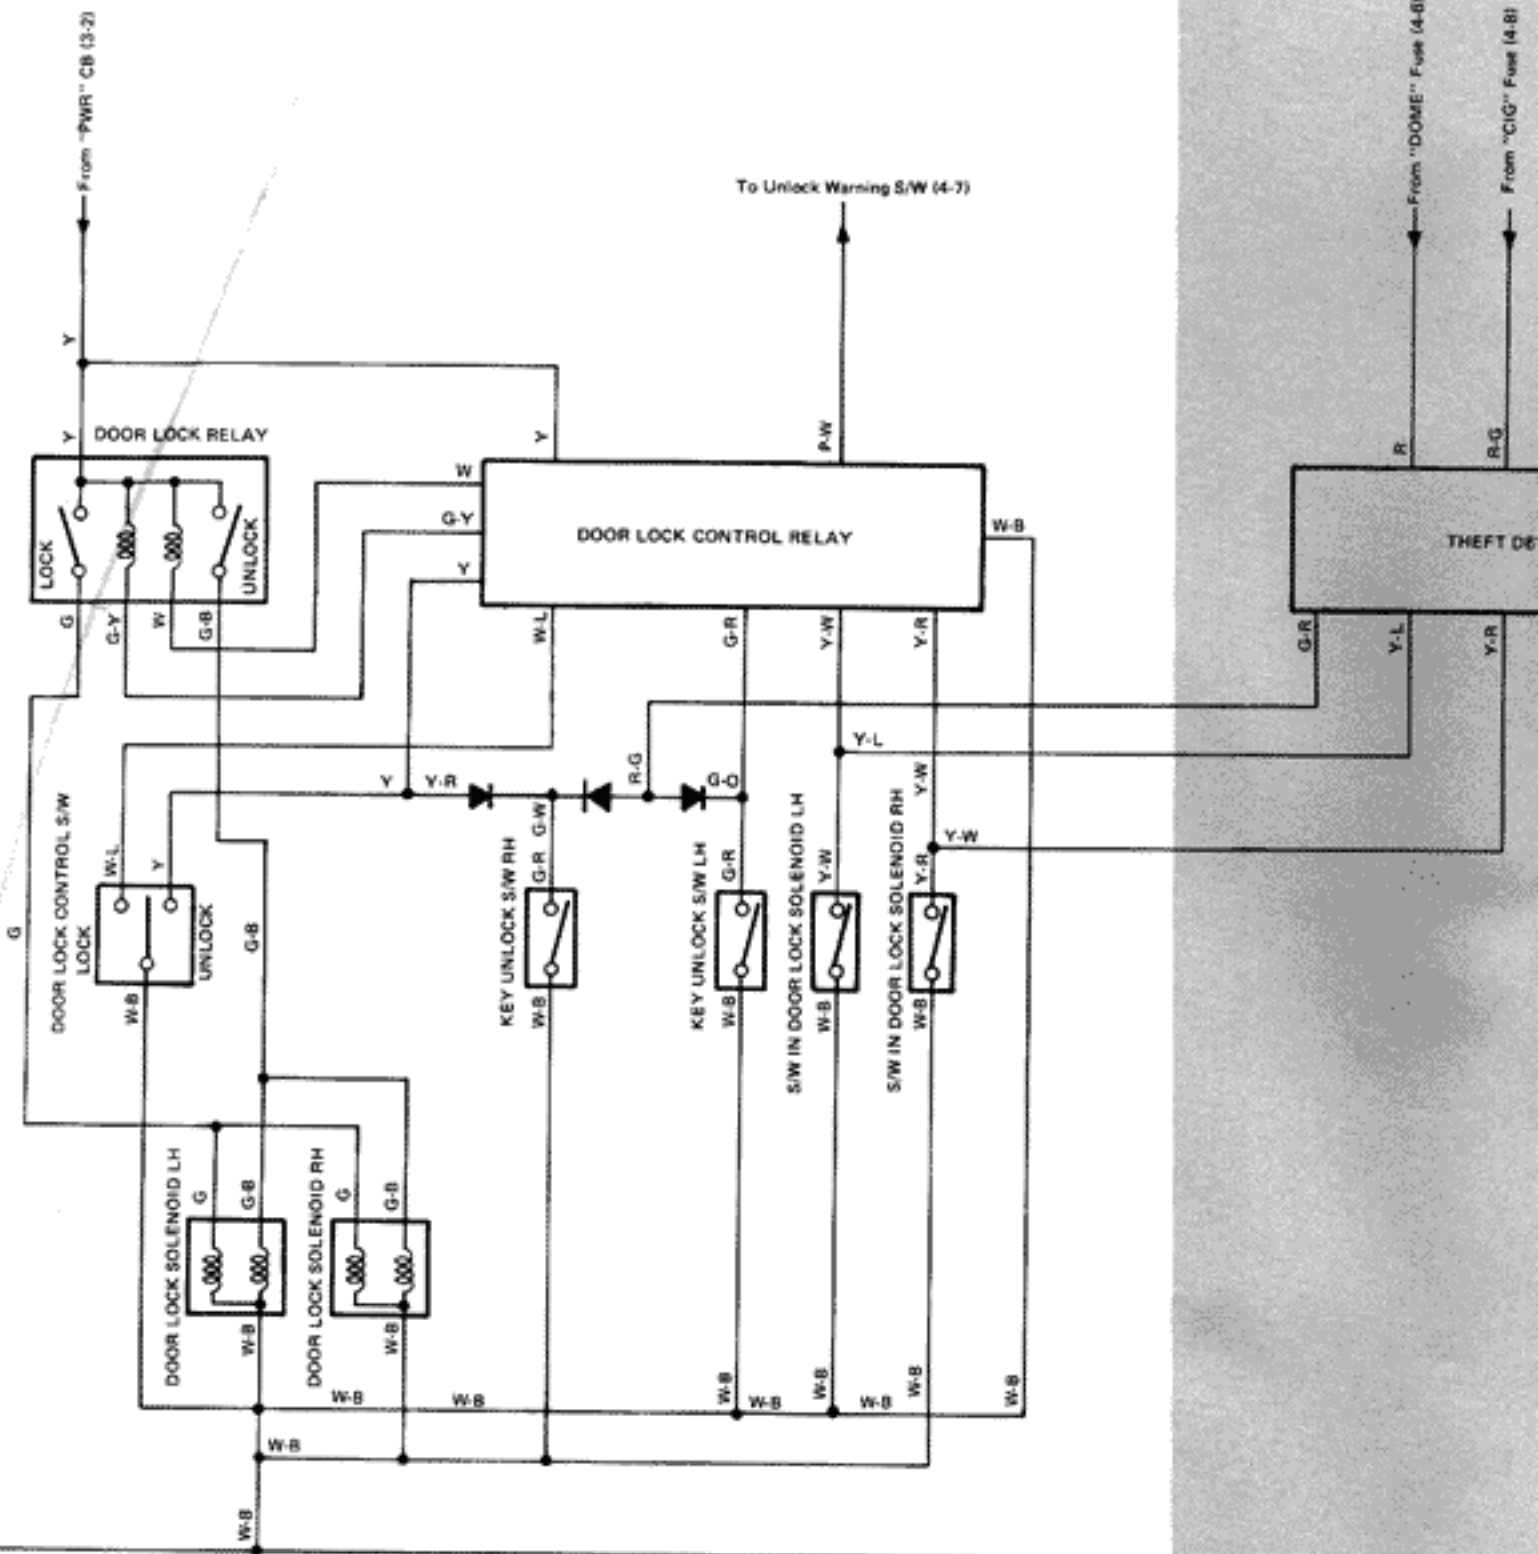 From "PWR" CB (3-2)
From "DOME" Fuse (4-6)
From "CIG" Fuse (4-8)
To Unlock Warning S/W (4-7)
Y
Y
DOOR LOCK RELAY
Y
P-W
R
R-G
W
G-Y
Y
DOOR LOCK CONTROL RELAY
W-B
LOCK
UNLOCK
THEFT
G
G-Y
W
G-B
W-L
G-R
Y-W
Y-R
G-R
Y-L
Y-R
Y
Y-R
R-G
G-O
Y-L
Y-W
Y-W
G-W
G
DOOR LOCK CONTROL S/W
LOCK
W-L
Y
UNLOCK
G-B
W-B
KEY UNLOCK S/W RH
G-R
W-B
KEY UNLOCK S/W LH
G-R
W-B
S/W IN DOOR LOCK SOLENOID LH
Y-W
W-B
S/W IN DOOR LOCK SOLENOID RH
Y-R
W-B
DOOR LOCK SOLENOID LH
G
G-B
W-B
DOOR LOCK SOLENOID RH
G
G-B
W-B
W-B
W-B
W-B
W-B
W-B
W-B
W-B
W-B
W-B
W-B